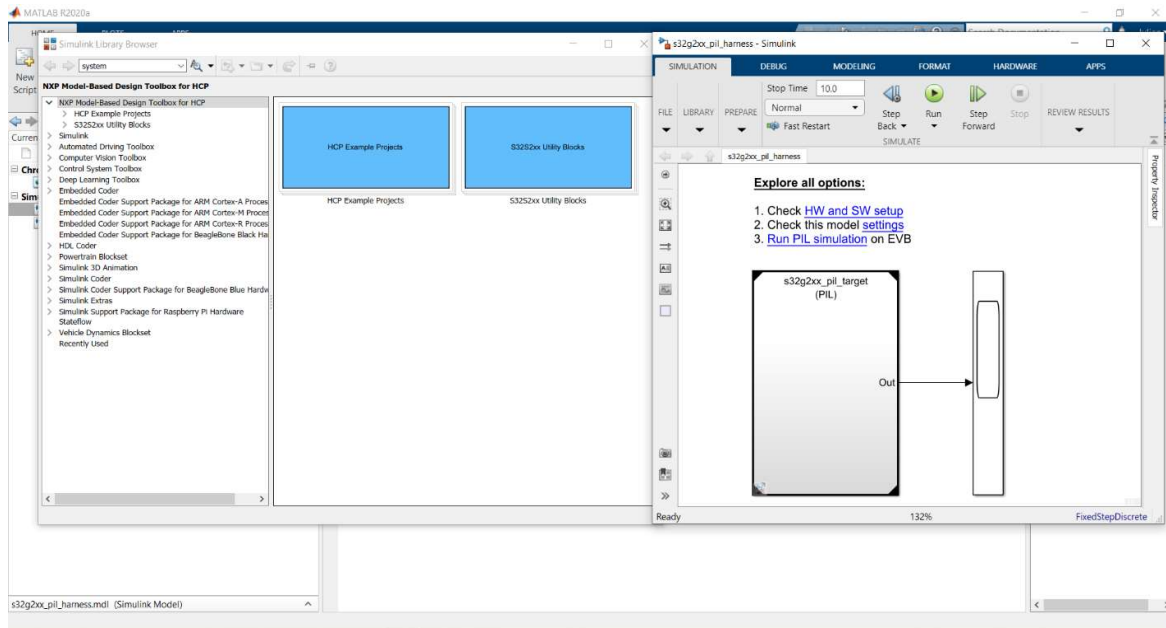 MATLAB R2020a
New
Script
Simulink Library Browser
system
NXP Model-Based Design Toolbox for HCP
NXP Model-Based Design Toolbox for HCP
HCP Example Projects
S32S2xx Utility Blocks
Simulink
Automated Driving Toolbox
Computer Vision Toolbox
Control System Toolbox
Deep Learning Toolbox
Embedded Coder
Embedded Coder Support Package for ARM Cortex-A Proces
Embedded Coder Support Package for ARM Cortex-M Proces
Embedded Coder Support Package for ARM Cortex-R Proces
Embedded Coder Support Package for BeagleBone Black Ha
HDL Coder
Powertrain Blockset
Simulink 3D Animation
Simulink Coder
Simulink Coder Support Package for BeagleBone Blue Hardw
Simulink Extras
Simulink Support Package for Raspberry Pi Hardware
Stateflow
Vehicle Dynamics Blockset
Recently Used
HCP Example Projects
S32S2xx Utility Blocks
HCP Example Projects
S32S2xx Utility Blocks
s32g2xx_pil_harness - Simulink
SIMULATION DEBUG MODELING FORMAT HARDWARE APPS
FILE LIBRARY PREPARE
Stop Time 10.0
Normal
Fast Restart
Step
Back
Run
Step
Forward
Stop
REVIEW RESULTS
SIMULATE
s32g2xx_pil_harness
Property Inspector
Explore all options:
1. Check HW and SW setup
2. Check this model settings
3. Run PIL simulation on EVB
s32g2xx_pil_target
(PIL)
Out
Ready 132% FixedStepDiscrete
s32g2xx_pil_harness.mdl (Simulink Model)